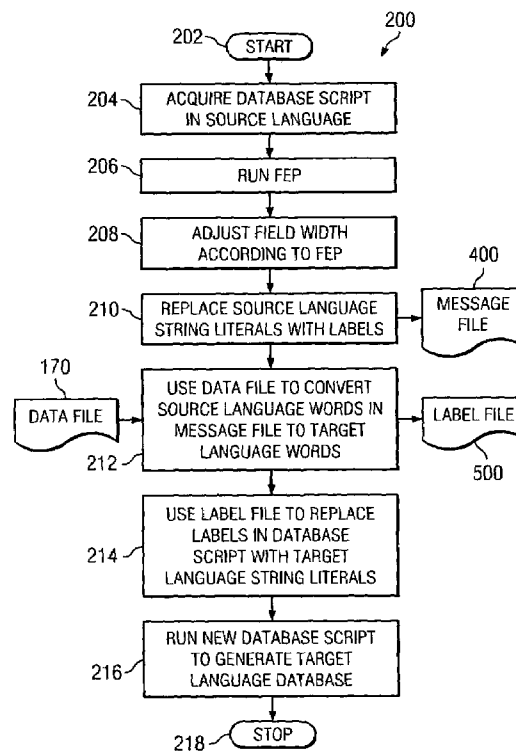 200
202
START
204
ACQUIRE DATABASE SCRIPT
IN SOURCE LANGUAGE
206
RUN FEP
208
ADJUST FIELD WIDTH
ACCORDING TO FEP
210
REPLACE SOURCE LANGUAGE
STRING LITERALS WITH LABELS
400
MESSAGE
FILE
170
DATA FILE
212
USE DATA FILE TO CONVERT
SOURCE LANGUAGE WORDS IN
MESSAGE FILE TO TARGET
LANGUAGE WORDS
LABEL FILE
500
214
USE LABEL FILE TO REPLACE
LABELS IN DATABASE
SCRIPT WITH TARGET
LANGUAGE STRING LITERALS
216
RUN NEW DATABASE SCRIPT
TO GENERATE TARGET
LANGUAGE DATABASE
218
STOP